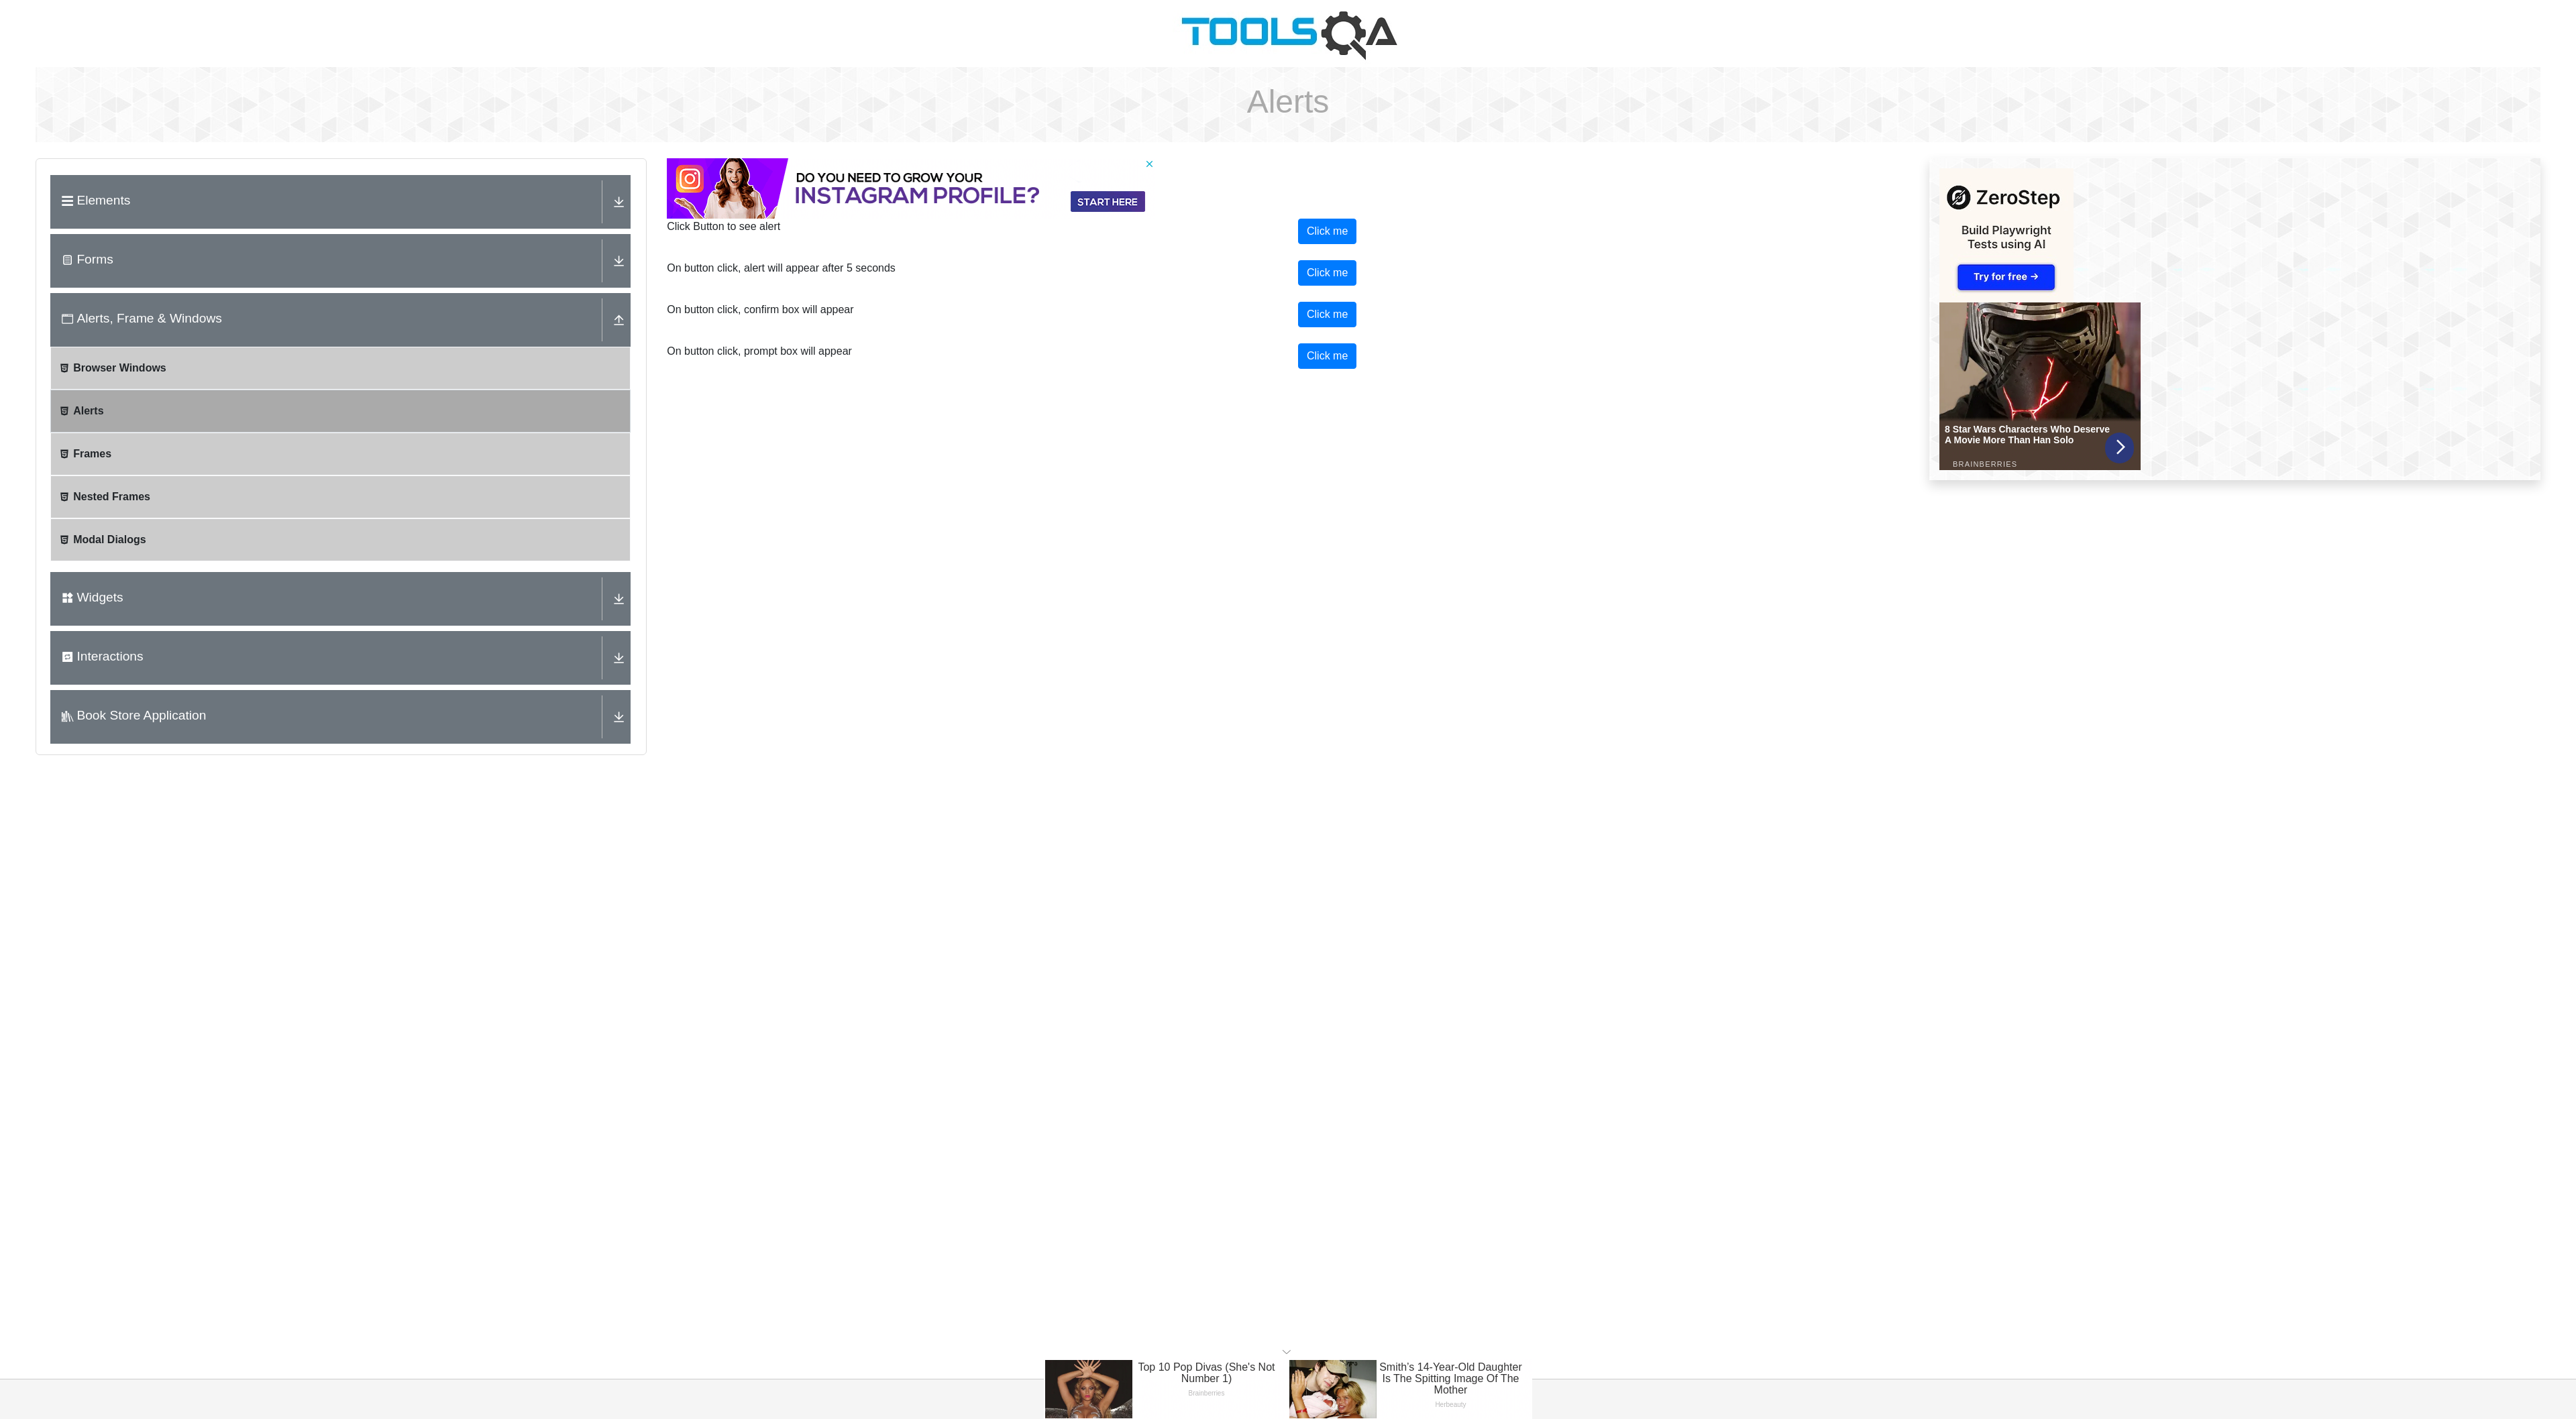 TOOLSQA
Alerts
Elements
Forms
Alerts, Frame & Windows
Browser Windows
Alerts
Frames
Nested Frames
Modal Dialogs
Widgets
Interactions
Book Store Application
DO YOU NEED TO GROW YOUR
INSTAGRAM PROFILE?
START HERE
Click Button to see alert
Click me
On button click, alert will appear after 5 seconds
Click me
On button click, confirm box will appear
Click me
On button click, prompt box will appear
Click me
ZeroStep
Build Playwright
Tests using AI
Try for free →
8 Star Wars Characters Who Deserve
A Movie More Than Han Solo
BRAINBERRIES
Top 10 Pop Divas (She's Not
Number 1)
Brainberries
Smith's 14-Year-Old Daughter
Is The Spitting Image Of The
Mother
Herbeauty